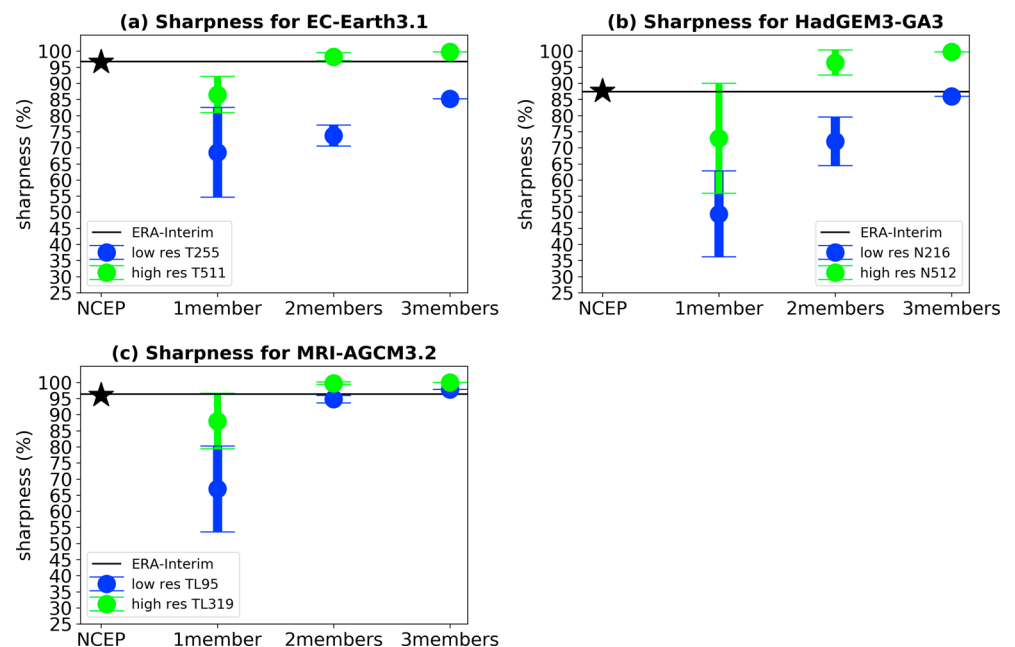 (a) Sharpness for EC-Earth3.1
sharpness (%)
100
95
90
85
80
75
70
65
60
55
50
45
40
35
30
25
ERA-Interim
low res T255
high res T511
NCEP 1member 2members 3members
(b) Sharpness for HadGEM3-GA3
sharpness (%)
100
95
90
85
80
75
70
65
60
55
50
45
40
35
30
25
ERA-Interim
low res N216
high res N512
NCEP 1member 2members 3members
(c) Sharpness for MRI-AGCM3.2
sharpness (%)
100
95
90
85
80
75
70
65
60
55
50
45
40
35
30
25
ERA-Interim
low res TL95
high res TL319
NCEP 1member 2members 3members